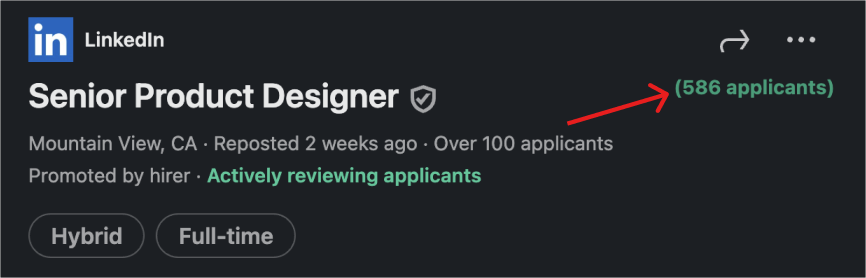 in LinkedIn
Senior Product Designer
(586 applicants)
Mountain View, CA · Reposted 2 weeks ago · Over 100 applicants
Promoted by hirer · Actively reviewing applicants
Hybrid Full-time